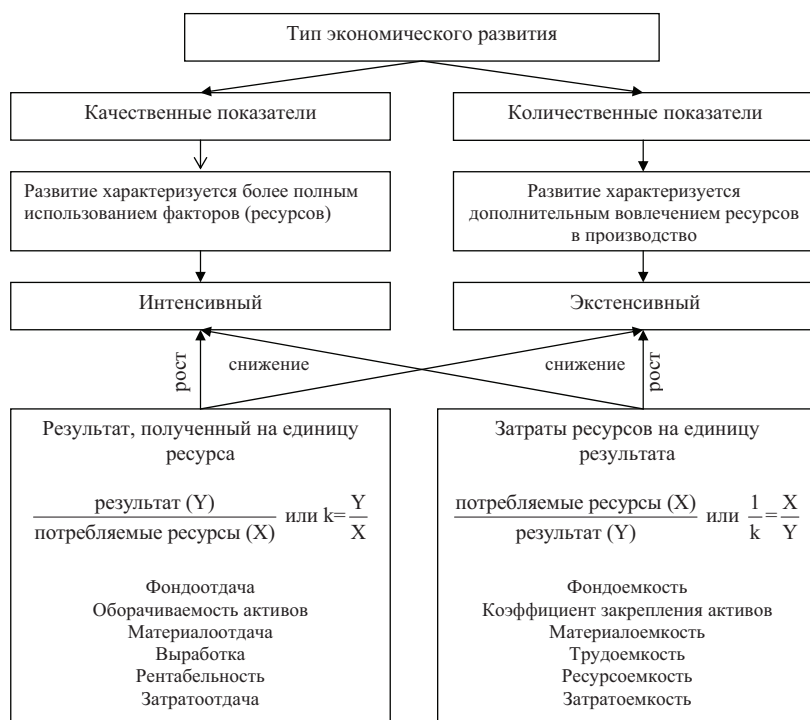 Тип экономического развития
Качественные показатели
Количественные показатели
Развитие характеризуется более полным
использованием факторов (ресурсов)
Развитие характеризуется
дополнительным вовлечением ресурсов
в производство
Интенсивный
Экстенсивный
рост
снижение
снижение
рост
Результат, полученный на единицу
ресурса
результат (Y)
потребляемые ресурсы (X)
или k=
Y
X
Фондоотдача
Оборачиваемость активов
Материалоотдача
Выработка
Рентабельность
Затратоотдача
Затраты ресурсов на единицу
результата
потребляемые ресурсы (X)
результат (Y)
или
1
k
=
X
Y
Фондоемкость
Коэффициент закрепления активов
Материалоемкость
Трудоемкость
Ресурсоемкость
Затратоемкость